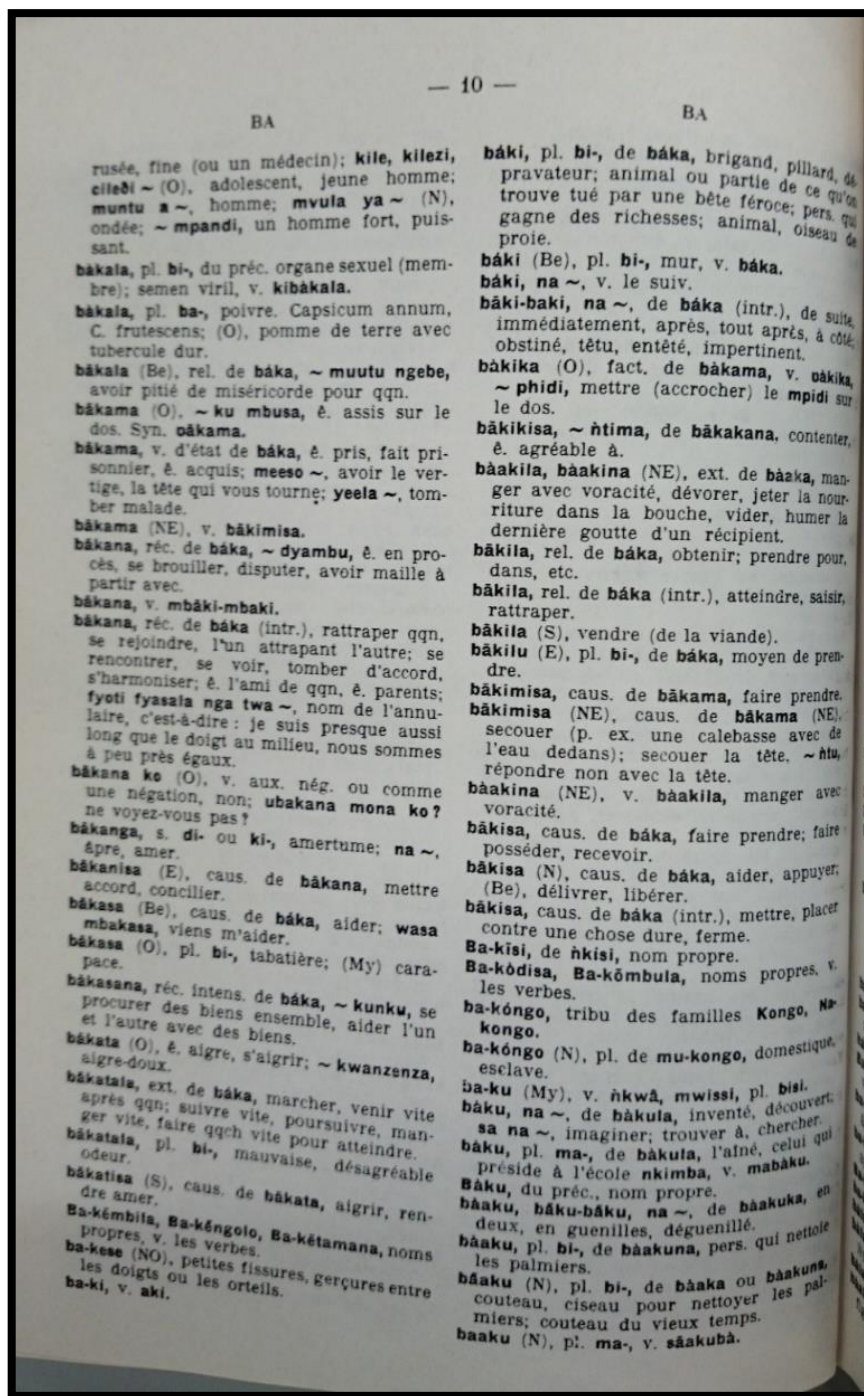 — 10 —
BA
rusée, fine (ou un médecin); kile, kilezi,
cileði ~ (O), adolescent, jeune homme;
muntu a ~, homme; mvula ya ~ (N),
ondée; ~ mpandi, un homme fort, puis-
sant.
bàkala, pl. bi-, du préc. organe sexuel (mem-
bre); semen viril, v. kibàkala.
bàkala, pl. ba-, poivre. Capsicum annum,
C. frutescens; (O), pomme de terre avec
tubercule dur.
bákala (Be), rel. de báka, ~ muutu ngebe,
avoir pitié de miséricorde pour qqn.
bâkama (O), ~ ku mbusa, ê. assis sur le
dos. Syn. oâkama.
bâkama, v. d'état de báka, ê. pris, fait pri-
sonnier, ê. acquis; meeso ~, avoir le ver-
tige, la tête qui vous tourne; yeela ~, tom-
ber malade.
bâkama (NE), v. bākimisa.
bâkana, réc. de báka, ~ dyambu, ê. en pro-
cès, se brouiller, disputer, avoir maille à
partir avec.
bâkana, v. mbâki-mbaki.
bâkana, réc. de báka (intr.), rattraper qqn,
se rejoindre, l'un attrapant l'autre; se
rencontrer, se voir, tomber d'accord,
s'harmoniser; ê. l'ami de qqn, ê. parents;
fyoti fyasala nga twa ~, nom de l'annu-
laire, c'est-à-dire : je suis presque aussi
long que le doigt au milieu, nous sommes
à peu près égaux.
bâkana ko (O), v. aux. nég. ou comme
une négation, non; ubakana mona ko?
ne voyez-vous pas?
bâkanga, s. di- ou ki-, amertume; na ~,
âpre, amer.
bâkanisa (E), caus. de bâkana, mettre
accord, concilier.
bâkasa (Be), caus. de báka, aider; wasa
mbakasa, viens m'aider.
bâkasa (O), pl. bi-, tabatière; (My) cara-
pace.
bâkasana, réc. intens. de báka, ~ kunku, se
procurer des biens ensemble, aider l'un
et l'autre avec des biens.
bâkata (O), ê. aigre, s'aigrir; ~ kwanzenza,
aigre-doux.
bâkatala, ext. de báka, marcher, venir vite
après qqn; suivre vite, poursuivre, man-
ger vite, faire qqch vite pour atteindre.
bâkatala, pl. bi-, mauvaise, désagréable
odeur.
bâkatisa (S), caus. de bâkata, aigrir, ren-
dre amer.
Ba-kémbila, Ba-kéngolo, Ba-kétamana, noms
propres, v. les verbes.
ba-kese (NO), petites fissures, gerçures entre
les doigts ou les orteils.
ba-ki, v. aki.
BA
báki, pl. bi-, de báka, brigand, pillard, dé-
pravateur; animal ou partie de ce qu'on
trouve tué par une bête féroce; pers. qui
gagne des richesses; animal, oiseau de
proie.
báki (Be), pl. bi-, mur, v. báka.
báki, na ~, v. le suiv.
bāki-baki, na ~, de báka (intr.), de suite,
immédiatement, après, tout après, à côté;
obstiné, têtu, entêté, impertinent.
bàkika (O), fact. de bàkama, v. oàkika,
~ phidi, mettre (accrocher) le mpidi sur
le dos.
bākikisa, ~ ǹtima, de bākakana, contenter,
ê. agréable à.
bàakila, bàakina (NE), ext. de bàaka, man-
ger avec voracité, dévorer, jeter la nour-
riture dans la bouche, vider, humer la
dernière goutte d'un récipient.
bākila, rel. de báka, obtenir; prendre pour,
dans, etc.
bākila, rel. de báka (intr.), atteindre, saisir,
rattraper.
bākila (S), vendre (de la viande).
bākilu (E), pl. bi-, de báka, moyen de pren-
dre.
bākimisa, caus. de bākama, faire prendre.
bākimisa (NE), caus. de bâkama (NE),
secouer (p. ex. une calebasse avec de
l'eau dedans); secouer la tête, ~ ǹtu,
répondre non avec la tête.
bàakina (NE), v. bàakila, manger avec
voracité.
bākisa, caus. de báka, faire prendre; faire
posséder, recevoir.
bākisa (N), caus. de báka, aider, appuyer;
(Be), délivrer, libérer.
bākisa, caus. de báka (intr.), mettre, placer
contre une chose dure, ferme.
Ba-kīsi, de ǹkísi, nom propre.
Ba-kòdisa, Ba-kōmbula, noms propres, v.
les verbes.
ba-kóngo, tribu des familles Kongo, Na-
kongo.
ba-kóngo (N), pl. de mu-kongo, domestique,
esclave.
ba-ku (My), v. ǹkwâ, mwissi, pl. bisi.
bàku, na ~, de bàkula, inventé, découvert;
sa na ~, imaginer; trouver à, chercher.
bàku, pl. ma-, de bàkula, l'aîné, celui qui
préside à l'école nkimba, v. mabàku.
Bàku, du préc., nom propre.
bàaku, bâku-bâku, na ~, de bàakuka, en
deux, en guenilles, déguenillé.
bàaku, pl. bi-, de bàakuna, pers. qui nettoie
les palmiers.
bâaku (N), pl. bi-, de bàaka ou bàakuna,
couteau, ciseau pour nettoyer les pal-
miers; couteau du vieux temps.
baaku (N), pl. ma-, v. sâakubà.